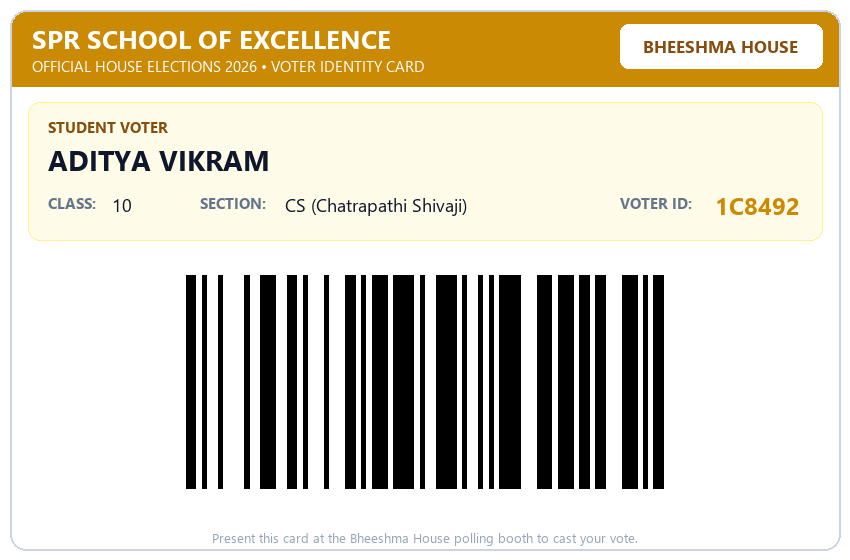 SPR SCHOOL OF EXCELLENCE
OFFICIAL HOUSE ELECTIONS 2026 • VOTER IDENTITY CARD
BHEESHMA HOUSE
STUDENT VOTER
ADITYA VIKRAM
CLASS: 10 SECTION: CS (Chatrapathi Shivaji) VOTER ID: 1C8492
Present this card at the Bheeshma House polling booth to cast your vote.